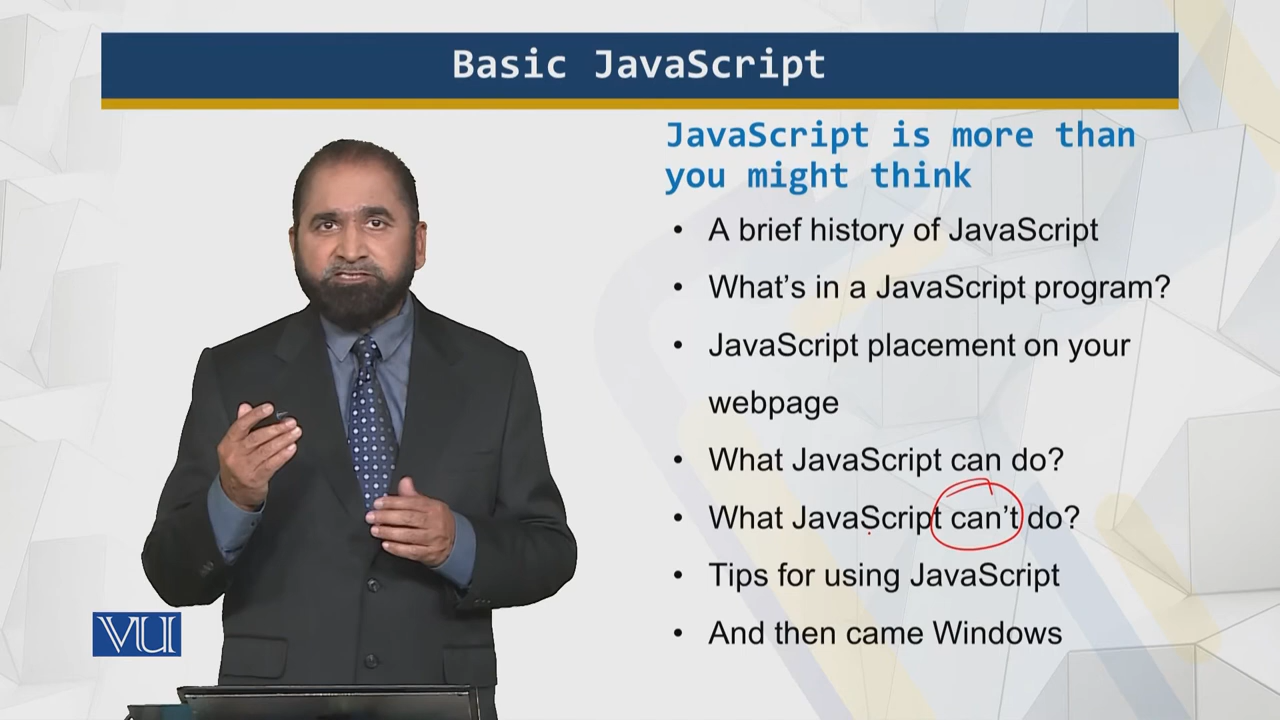 Basic JavaScript
JavaScript is more than
you might think
• A brief history of JavaScript
• What’s in a JavaScript program?
• JavaScript placement on your
webpage
• What JavaScript can do?
• What JavaScript can’t do?
• Tips for using JavaScript
• And then came Windows
VU